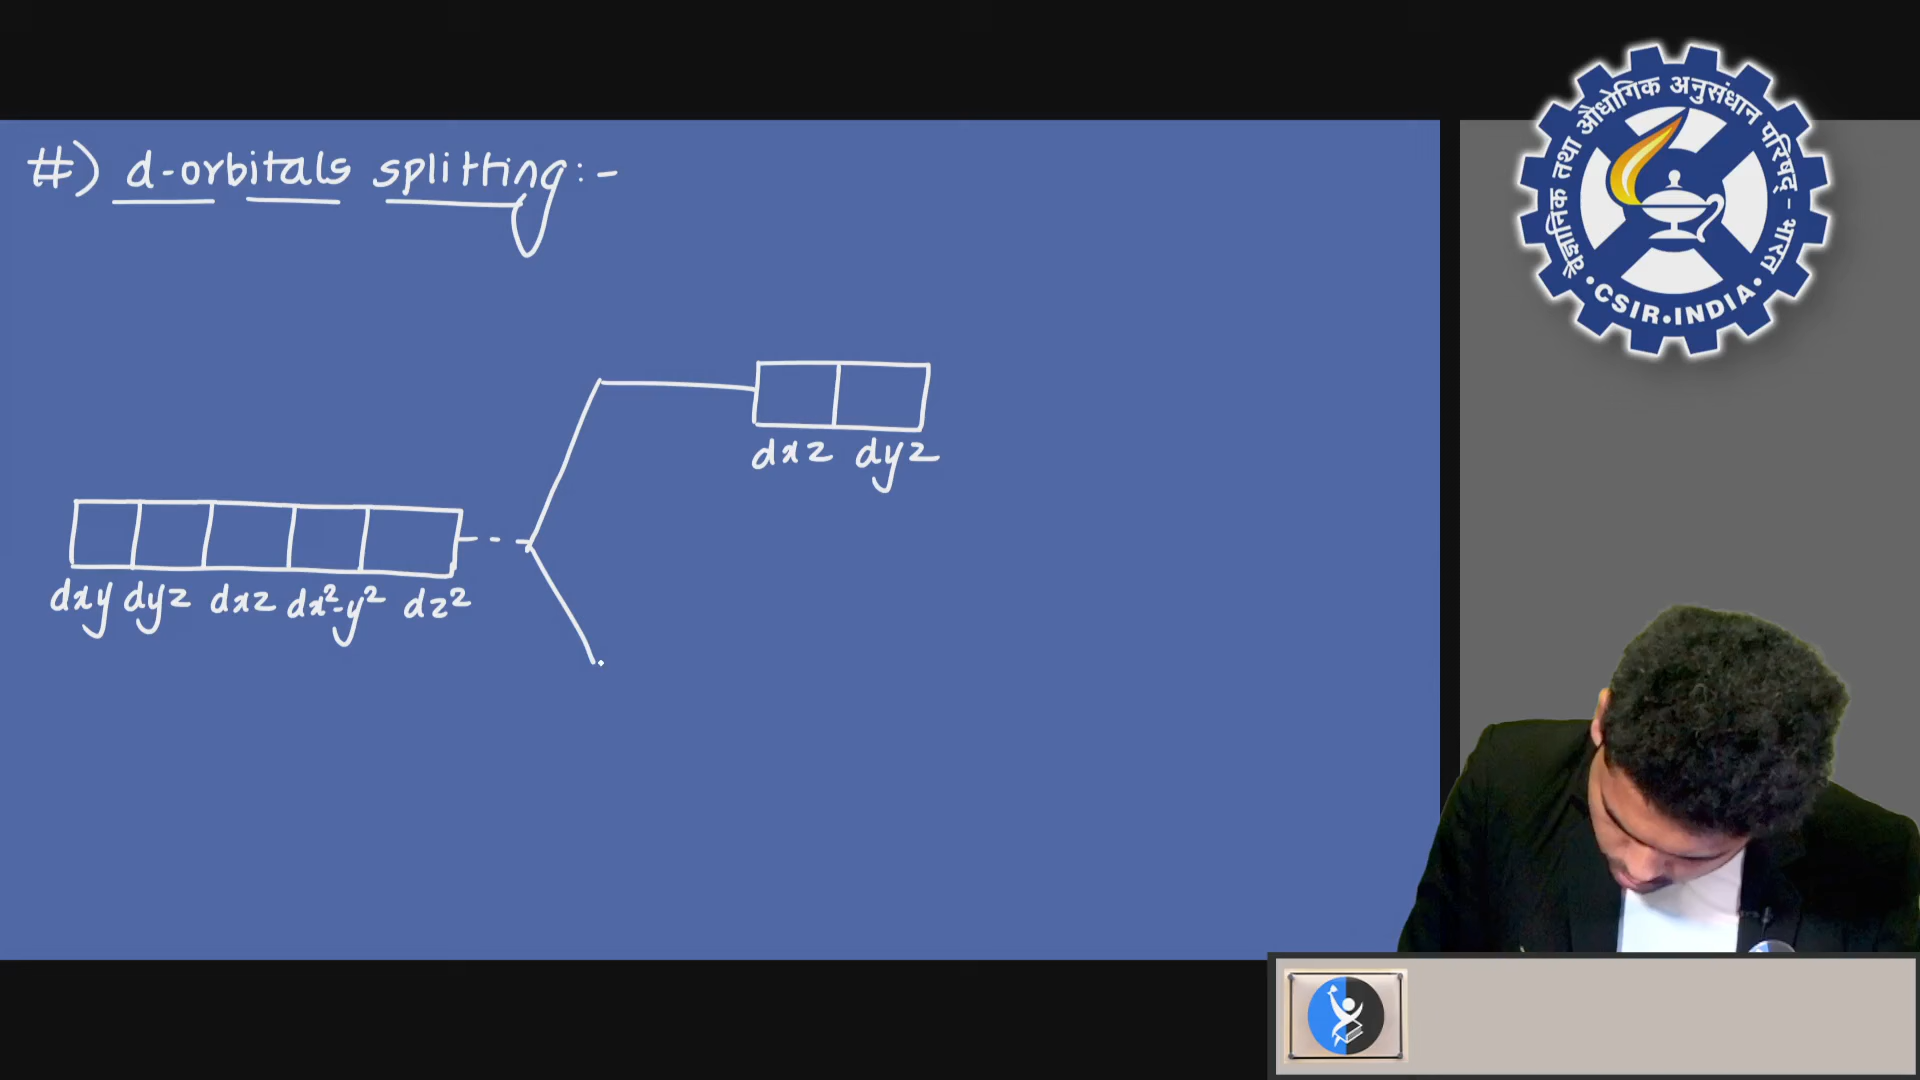 #) d-orbitals splitting:-
dxz dyz
dxy dyz dxz dx²-y² dz²
वैज्ञानिक तथा औद्योगिक अनुसंधान परिषद् - भारत
• CSIR • INDIA •